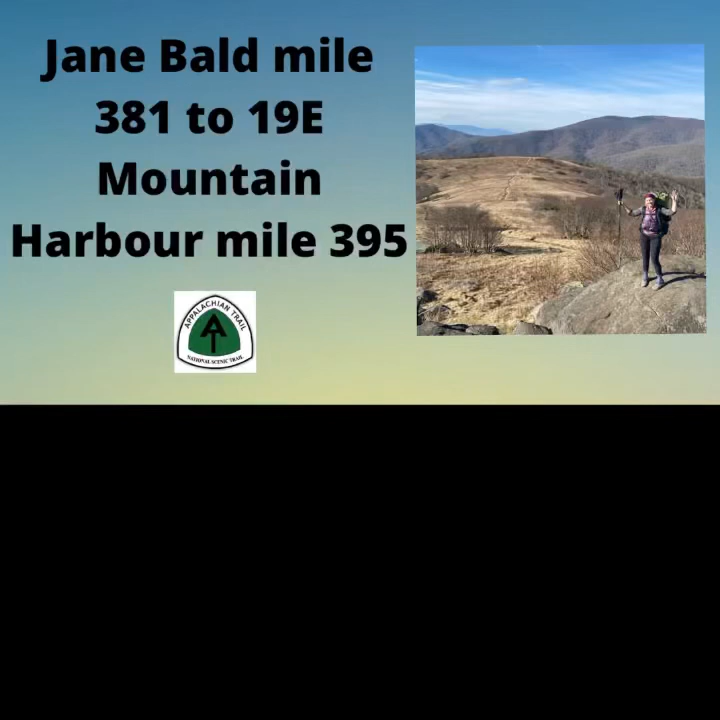 Jane Bald mile
381 to 19E
Mountain
Harbour mile 395
APPALACHIAN TRAIL
NATIONAL SCENIC TRAIL